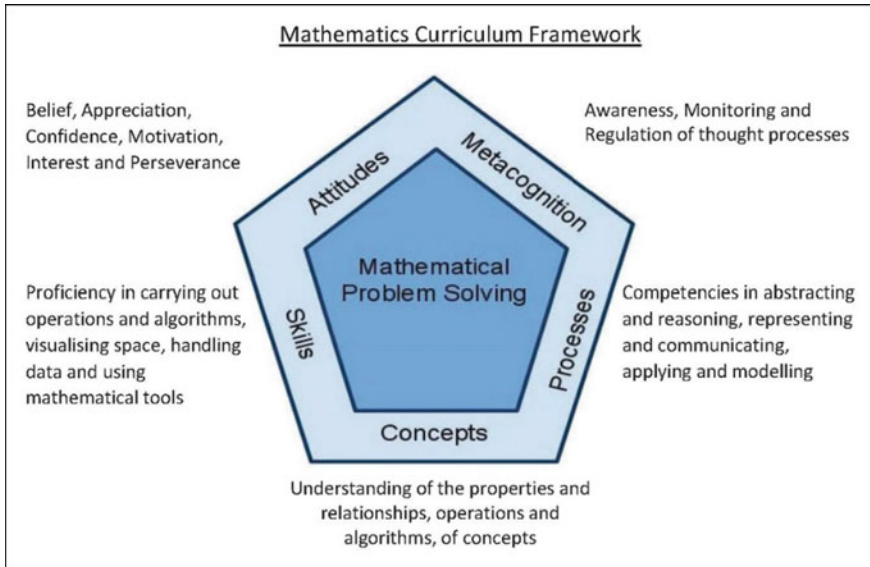 Mathematics Curriculum Framework
Belief, Appreciation,
Confidence, Motivation,
Interest and Perseverance
Awareness, Monitoring and
Regulation of thought processes
Attitudes
Metacognition
Mathematical
Problem Solving
Proficiency in carrying out
operations and algorithms,
visualising space, handling
data and using
mathematical tools
Skills
Processes
Competencies in abstracting
and reasoning, representing
and communicating,
applying and modelling
Concepts
Understanding of the properties and
relationships, operations and
algorithms, of concepts